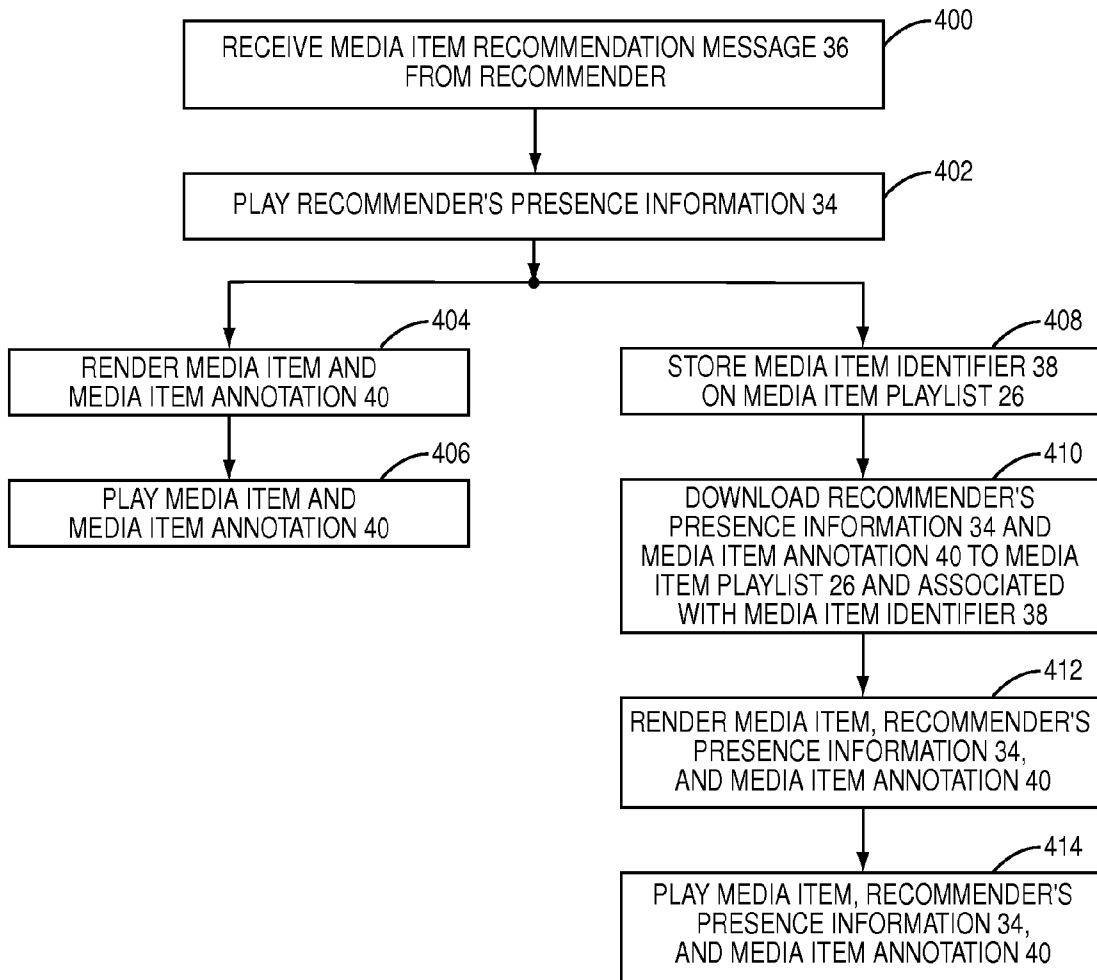 400
RECEIVE MEDIA ITEM RECOMMENDATION MESSAGE 36
FROM RECOMMENDER
402
PLAY RECOMMENDER'S PRESENCE INFORMATION 34
404
RENDER MEDIA ITEM AND
MEDIA ITEM ANNOTATION 40
406
PLAY MEDIA ITEM AND
MEDIA ITEM ANNOTATION 40
408
STORE MEDIA ITEM IDENTIFIER 38
ON MEDIA ITEM PLAYLIST 26
410
DOWNLOAD RECOMMENDER'S
PRESENCE INFORMATION 34 AND
MEDIA ITEM ANNOTATION 40 TO MEDIA
ITEM PLAYLIST 26 AND ASSOCIATED
WITH MEDIA ITEM IDENTIFIER 38
412
RENDER MEDIA ITEM, RECOMMENDER'S
PRESENCE INFORMATION 34,
AND MEDIA ITEM ANNOTATION 40
414
PLAY MEDIA ITEM, RECOMMENDER'S
PRESENCE INFORMATION 34,
AND MEDIA ITEM ANNOTATION 40